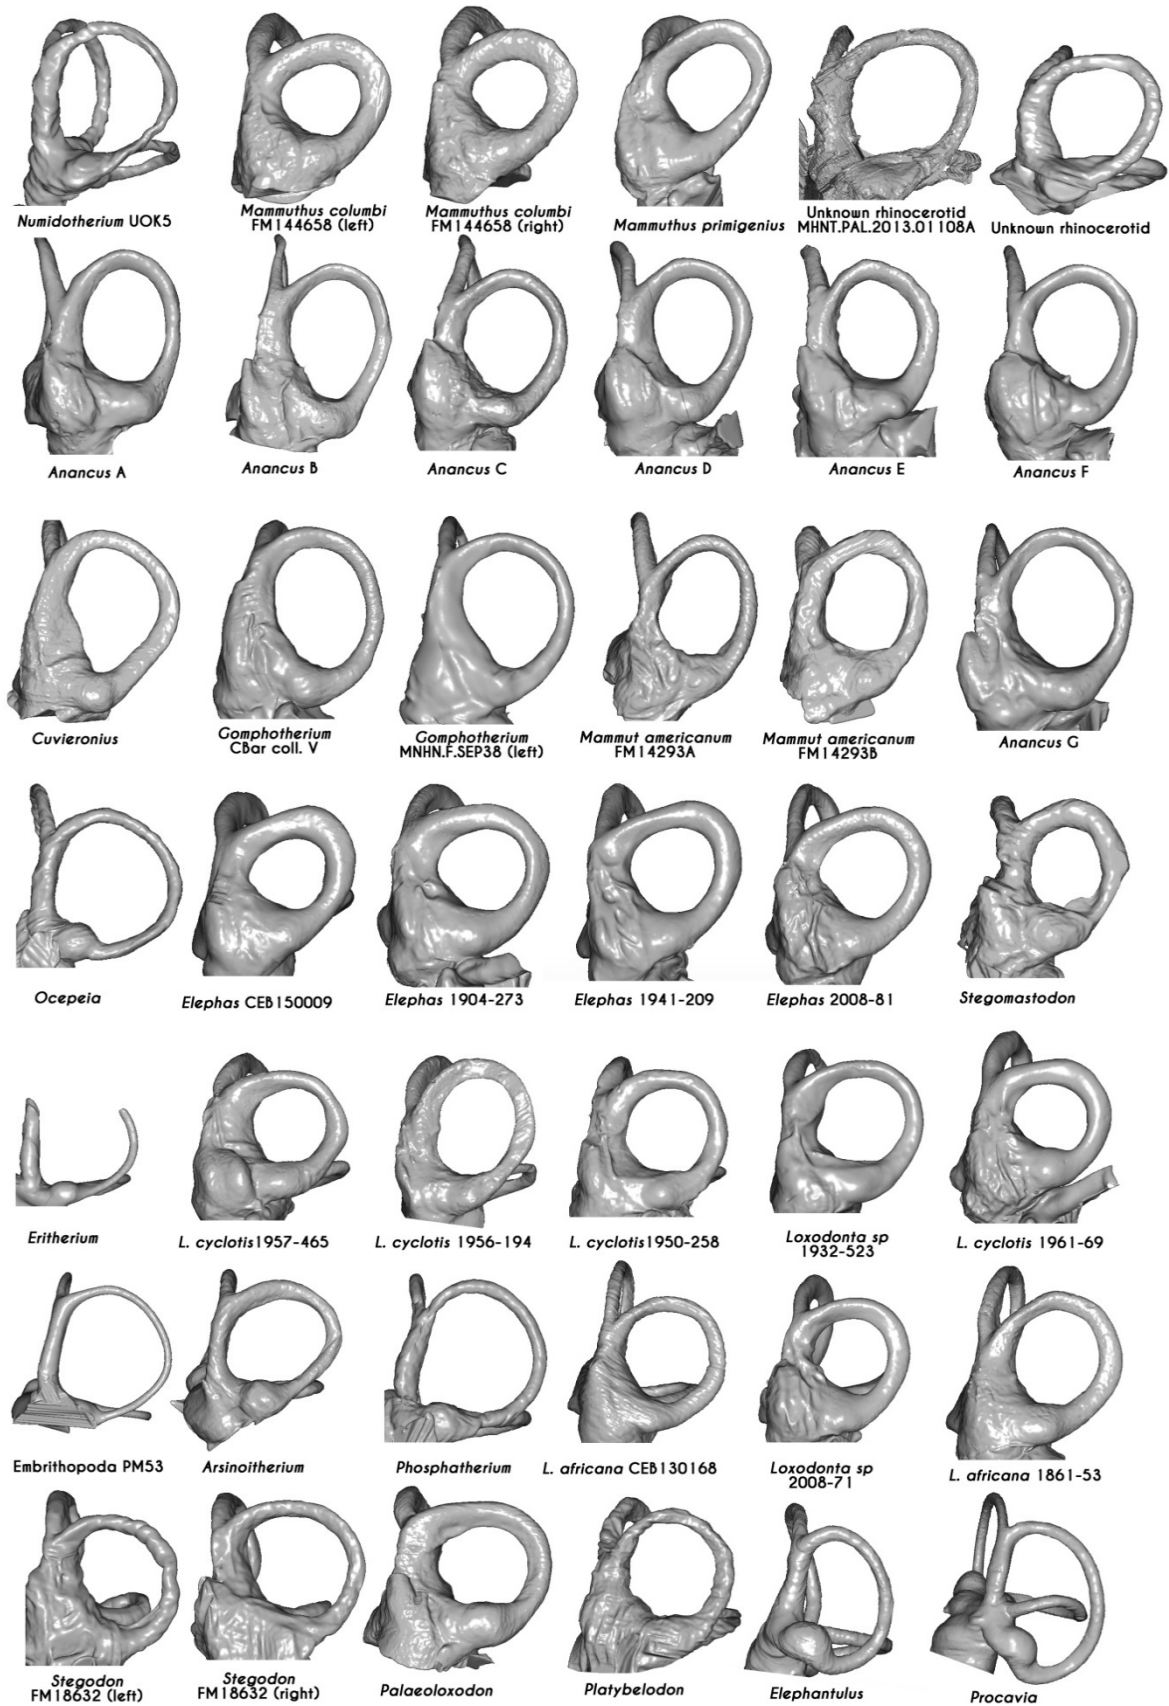 Numidotherium UOK5
Mammuthus columbi
FM144658 (left)
Mammuthus columbi
FM144658 (right)
Mammuthus primigenius
Unknown rhinocerotid
MHNT.PAL.2013.01108A
Unknown rhinocerotid
Anancus A
Anancus B
Anancus C
Anancus D
Anancus E
Anancus F
Cuvieronius
Gomphotherium
CBar coll. V
Gomphotherium
MNHN.F.SEP38 (left)
Mammut americanum
FM14293A
Mammut americanum
FM14293B
Anancus G
Ocepeia
Elephas CEB150009
Elephas 1904-273
Elephas 1941-209
Elephas 2008-81
Stegomastodon
Eritherium
L. cyclotis1957-465
L. cyclotis 1956-194
L. cyclotis1950-258
Loxodonta sp
1932-523
L. cyclotis 1961-69
Embrithopoda PM53
Arsinoitherium
Phosphatherium
L. africana CEB130168
Loxodonta sp
2008-71
L. africana 1861-53
Stegodon
FM18632 (left)
Stegodon
FM18632 (right)
Palaeoloxodon
Platybelodon
Elephantulus
Procavia